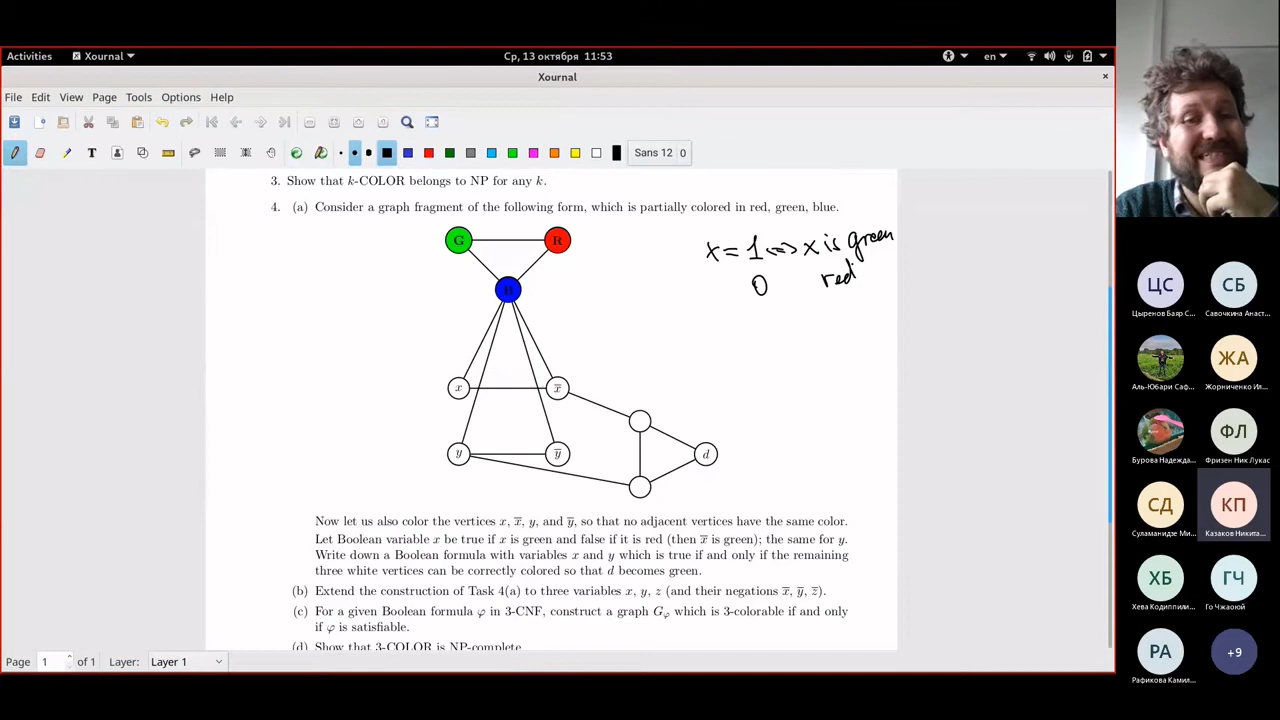 Activities Xournal Ср, 13 октября 11:53 en
Xournal
File Edit View Page Tools Options Help
T Sans 12 0
3. Show that k-COLOR belongs to NP for any k.
4. (a) Consider a graph fragment of the following form, which is partially colored in red, green, blue.
G R
x = 1 <=> x is green
0 red
B
x x̅
y y̅ d
Now let us also color the vertices x, x̅, y, and y̅, so that no adjacent vertices have the same color.
Let Boolean variable x be true if x is green and false if it is red (then x̅ is green); the same for y.
Write down a Boolean formula with variables x and y which is true if and only if the remaining
three white vertices can be correctly colored so that d becomes green.
(b) Extend the construction of Task 4(a) to three variables x, y, z (and their negations x̅, y̅, z̅).
(c) For a given Boolean formula φ in 3-CNF, construct a graph Gφ which is 3-colorable if and only
if φ is satisfiable.
(d) Show that 3-COLOR is NP-complete
Page 1 of 1 Layer: Layer 1
ЦС СБ
Цыренов Баяр С... Савочкина Анаст...
ЖА
Аль-Юбари Саф... Жорниченко Ил...
ФЛ
Бурова Надежда... Фризен Ник Лукас
СД КП
Суламанидзе Ми... Казаков Никита...
ХБ ГЧ
Хева Кодиппили... Го Чжаоюй
РА +9
Рафикова Камил...